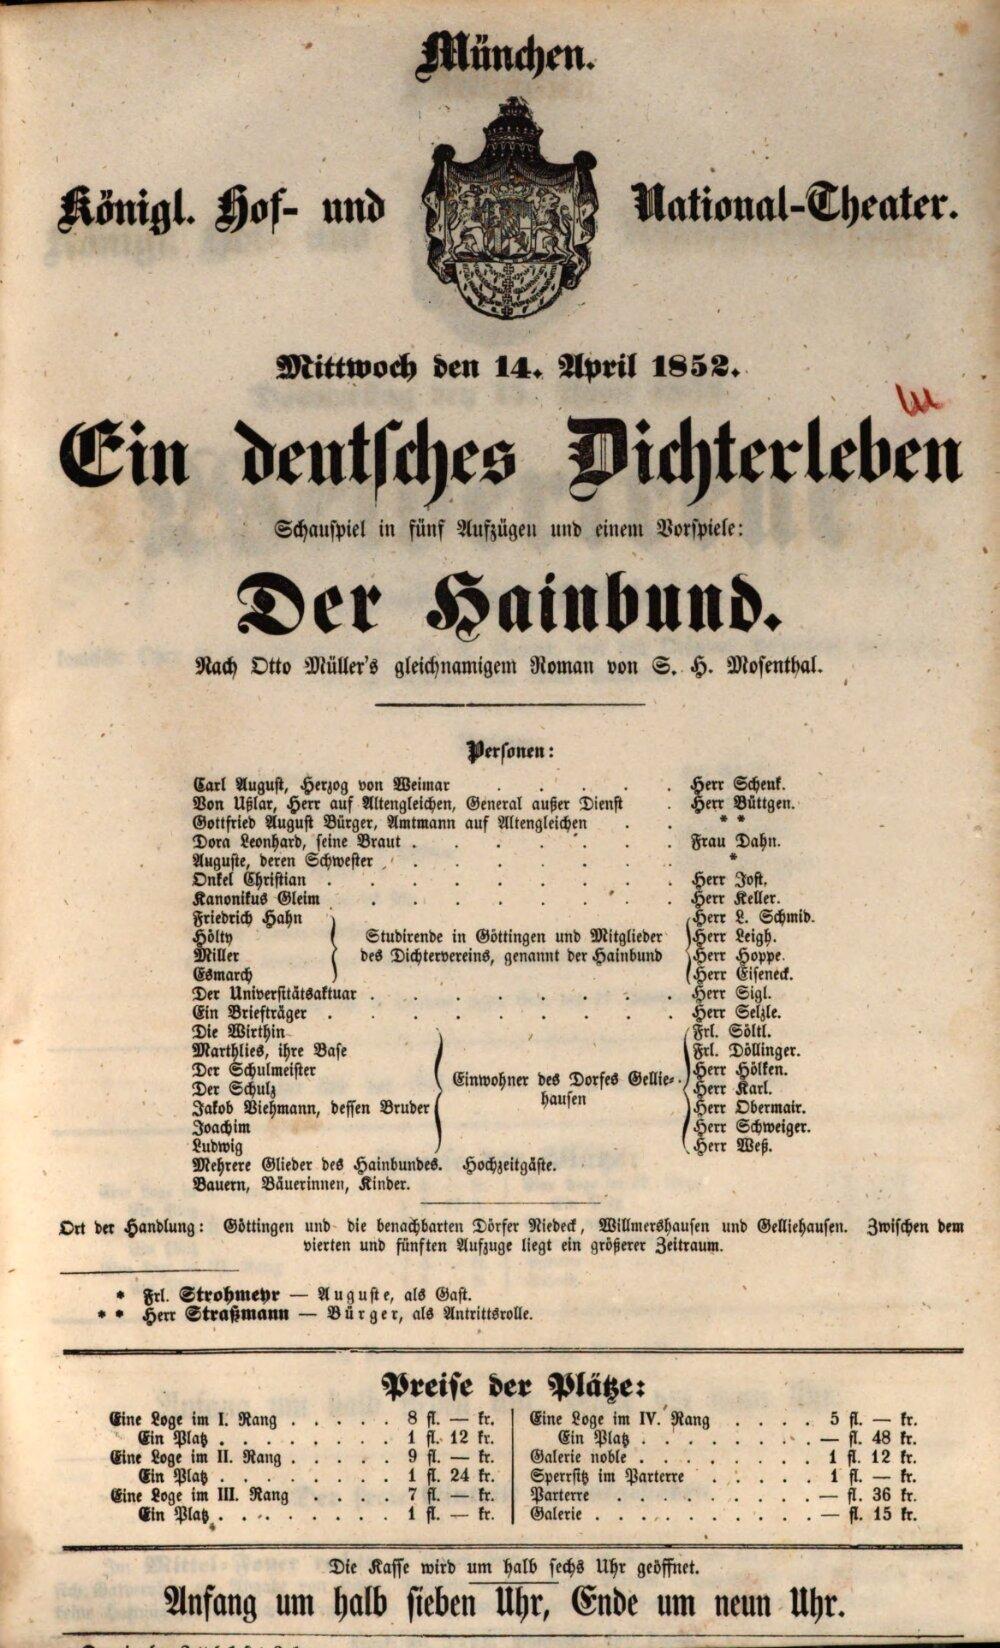 München.
Königl. Hof- und National-Theater.
Mittwoch den 14. April 1852.
Ein deutsches Dichterleben
Schauspiel in fünf Aufzügen und einem Vorspiele:
Der Hainbund.
Nach Otto Müller's gleichnamigem Roman von S. H. Mosenthal.
Personen:
Carl August, Herzog von Weimar . . . . . Herr Schenk.
Von Ußlar, Herr auf Altengleichen, General außer Dienst . Herr Büttgen.
Gottfried August Bürger, Amtmann auf Altengleichen . . * *
Dora Leonhard, seine Braut . . . . . . . Frau Dahn.
Auguste, deren Schwester . . . . . . . *
Onkel Christian . . . . . . . . . Herr Jost.
Kanonikus Gleim . . . . . . . . Herr Keller.
Friedrich Hahn Herr L. Schmid.
Hölty Studirende in Göttingen und Mitglieder Herr Leigh.
Miller des Dichtervereins, genannt der Hainbund Herr Hoppe.
Esmarch Herr Eiseneck.
Der Universitätsaktuar . . . . . . . . Herr Sigl.
Ein Briefträger . . . . . . . . . Herr Selzle.
Die Wirthin Frl. Söltl.
Marthlies, ihre Base Frl. Döllinger.
Der Schulmeister Einwohner des Dorfes Gellie- Herr Hölken.
Der Schulz hausen Herr Karl.
Jakob Viehmann, dessen Bruder Herr Obermair.
Joachim Herr Schweiger.
Ludwig Herr Weß.
Mehrere Glieder des Hainbundes. Hochzeitgäste.
Bauern, Bäuerinnen, Kinder.
Ort der Handlung: Göttingen und die benachbarten Dörfer Niedeck, Willmershausen und Gelliehausen. Zwischen dem
vierten und fünften Aufzuge liegt ein größerer Zeitraum.
* Frl. Strohmeyr — Auguste, als Gast.
* * Herr Straßmann — Bürger, als Antrittsrolle.
Preise der Plätze:
Eine Loge im I. Rang . . . . . 8 fl. — kr.
Ein Platz . . . . . . . . 1 fl. 12 kr.
Eine Loge im II. Rang . . . . . 9 fl. — kr.
Ein Platz . . . . . . . . 1 fl. 24 kr.
Eine Loge im III. Rang . . . . 7 fl. — kr.
Ein Platz . . . . . . . . 1 fl. — kr.
Eine Loge im IV. Rang . . . . 5 fl. — kr.
Ein Platz . . . . . . . — fl. 48 kr.
Galerie noble . . . . . . . 1 fl. 12 kr.
Sperrsitz im Parterre . . . . . 1 fl. — kr.
Parterre . . . . . . . . — fl. 36 kr.
Galerie . . . . . . . . . — fl. 15 kr.
Die Kasse wird um halb sechs Uhr geöffnet.
Anfang um halb sieben Uhr, Ende um neun Uhr.